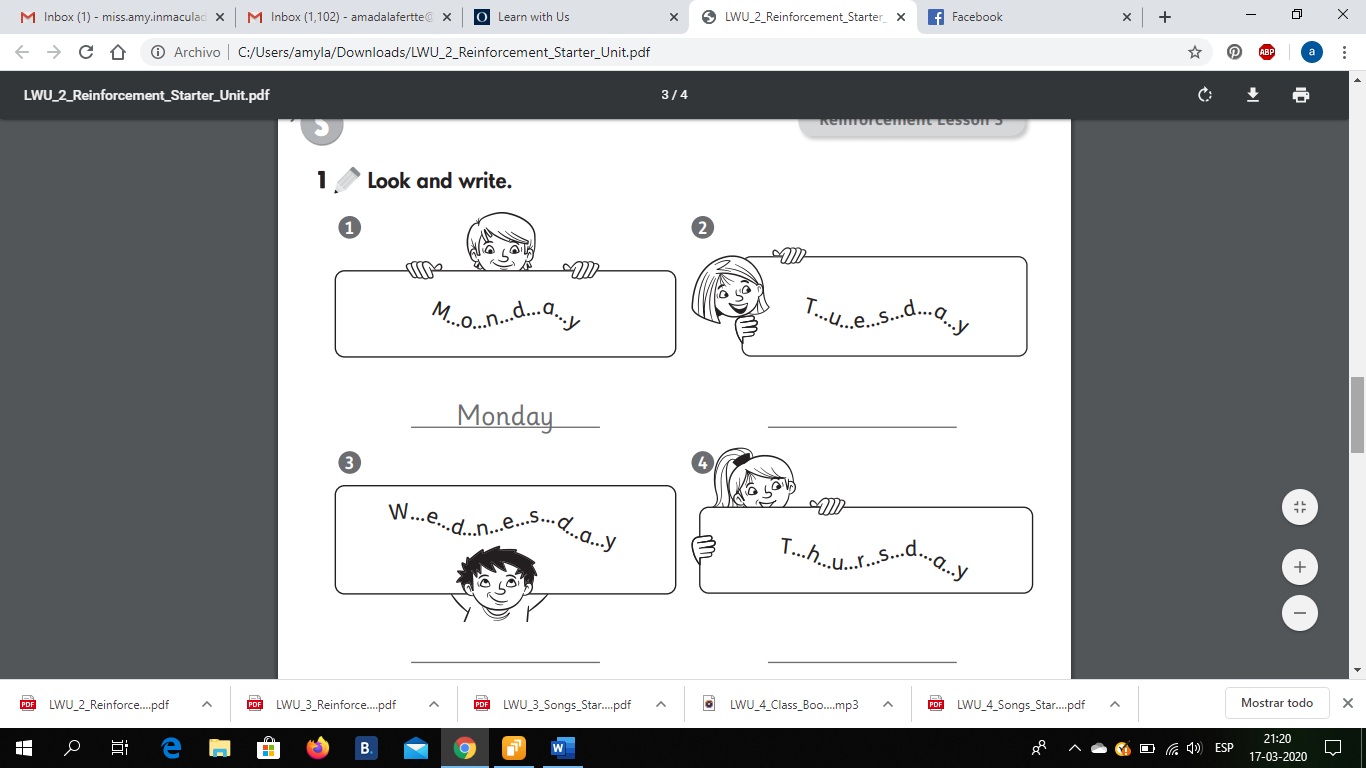 Inbox (1) - miss.amy.inmaculad
Inbox (1,102) - amadalafertte@
Learn with Us
LWU_2_Reinforcement_Starter_
Facebook
Archivo
C:/Users/amyla/Downloads/LWU_2_Reinforcement_Starter_Unit.pdf
ABP
a
LWU_2_Reinforcement_Starter_Unit.pdf
3 / 4
S
Reinforcement Lesson 3
1 Look and write.
1
M...o...n...d...a...y
Monday
2
T...u...e...s...d...a...y
3
W...e...d...n...e...s...d...a...y
4
T...h...u...r...s...d...a...y
LWU_2_Reinforce....pdf
LWU_3_Reinforce....pdf
LWU_3_Songs_Star....pdf
LWU_4_Class_Boo....mp3
LWU_4_Songs_Star....pdf
Mostrar todo
B.
ESP
21:20
17-03-2020